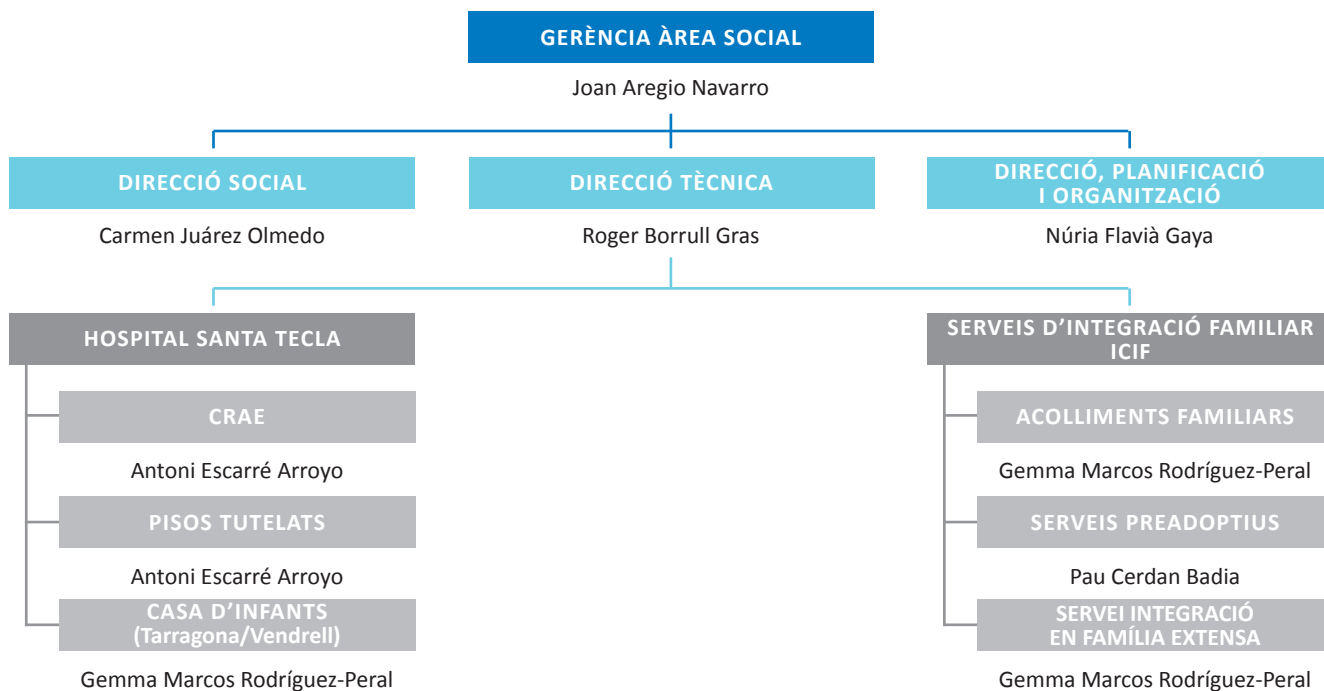 GERÈNCIA ÀREA SOCIAL
Joan Aregio Navarro
DIRECCIÓ SOCIAL
Carmen Juárez Olmedo
DIRECCIÓ TÈCNICA
Roger Borrull Gras
DIRECCIÓ, PLANIFICACIÓ
I ORGANITZACIÓ
Núria Flavià Gaya
HOSPITAL SANTA TECLA
CRAE
Antoni Escarré Arroyo
PISOS TUTELATS
Antoni Escarré Arroyo
CASA D’INFANTS
(Tarragona/Vendrell)
Gemma Marcos Rodríguez-Peral
SERVEIS D’INTEGRACIÓ FAMILIAR
ICIF
ACOLLIMENTS FAMILIARS
Gemma Marcos Rodríguez-Peral
SERVEIS PREADOPTIUS
Pau Cerdan Badia
SERVEI INTEGRACIÓ
EN FAMÍLIA EXTENSA
Gemma Marcos Rodríguez-Peral